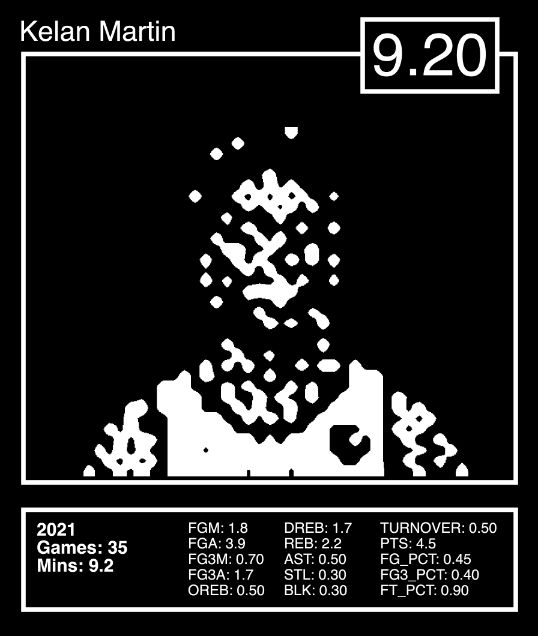 Kelan Martin
9.20
2021
Games: 35
Mins: 9.2
FGM: 1.8
FGA: 3.9
FG3M: 0.70
FG3A: 1.7
OREB: 0.50
DREB: 1.7
REB: 2.2
AST: 0.50
STL: 0.30
BLK: 0.30
TURNOVER: 0.50
PTS: 4.5
FG_PCT: 0.45
FG3_PCT: 0.40
FT_PCT: 0.90